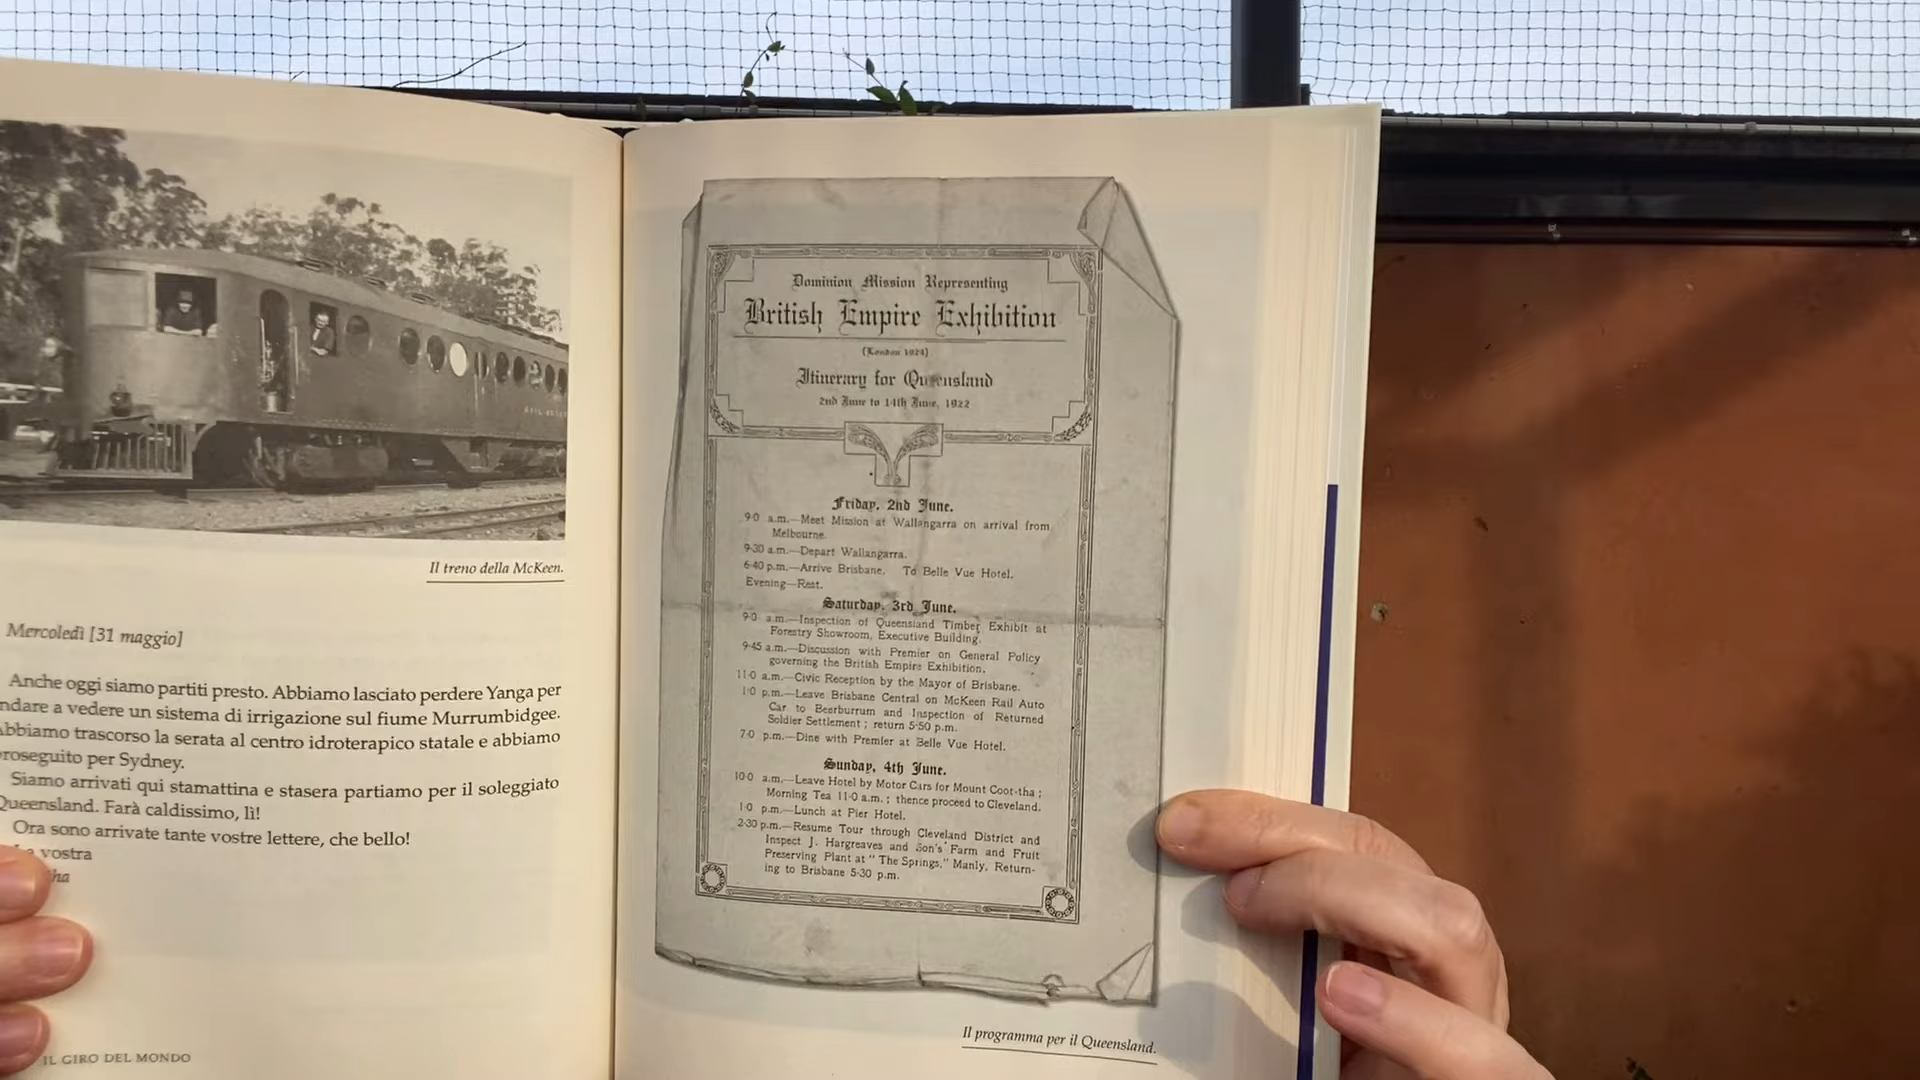 Il treno della McKeen.
Mercoledì [31 maggio]
Anche oggi siamo partiti presto. Abbiamo lasciato perdere Yanga per
ndare a vedere un sistema di irrigazione sul fiume Murrumbidgee.
Abbiamo trascorso la serata al centro idroterapico statale e abbiamo
roseguito per Sydney.
Siamo arrivati qui stamattina e stasera partiamo per il soleggiato
Queensland. Farà caldissimo, lì!
Ora sono arrivate tante vostre lettere, che bello!
vostra
ha
IL GIRO DEL MONDO
Dominion Mission Representing
British Empire Exhibition
(London 1924)
Itinerary for Queensland
2nd June to 14th June, 1922
Friday, 2nd June.
9·0 a.m.—Meet Mission at Wallangarra on arrival from
Melbourne.
9·30 a.m.—Depart Wallangarra.
6·40 p.m.—Arrive Brisbane. To Belle Vue Hotel.
Evening—Rest.
Saturday, 3rd June.
9·0 a.m.—Inspection of Queensland Timber Exhibit at
Forestry Showroom, Executive Building.
9·45 a.m.—Discussion with Premier on General Policy
governing the British Empire Exhibition.
11·0 a.m.—Civic Reception by the Mayor of Brisbane.
1·0 p.m.—Leave Brisbane Central on McKeen Rail Auto
Car to Beerburrum and Inspection of Returned
Soldier Settlement; return 5·50 p.m.
7·0 p.m.—Dine with Premier at Belle Vue Hotel.
Sunday, 4th June.
10·0 a.m.—Leave Hotel by Motor Cars for Mount Coot-tha;
Morning Tea 11·0 a.m.; thence proceed to Cleveland.
1·0 p.m.—Lunch at Pier Hotel.
2·30 p.m.—Resume Tour through Cleveland District and
Inspect J. Hargreaves and Son's Farm and Fruit
Preserving Plant at "The Springs," Manly, Return-
ing to Brisbane 5·30 p.m.
Il programma per il Queensland.